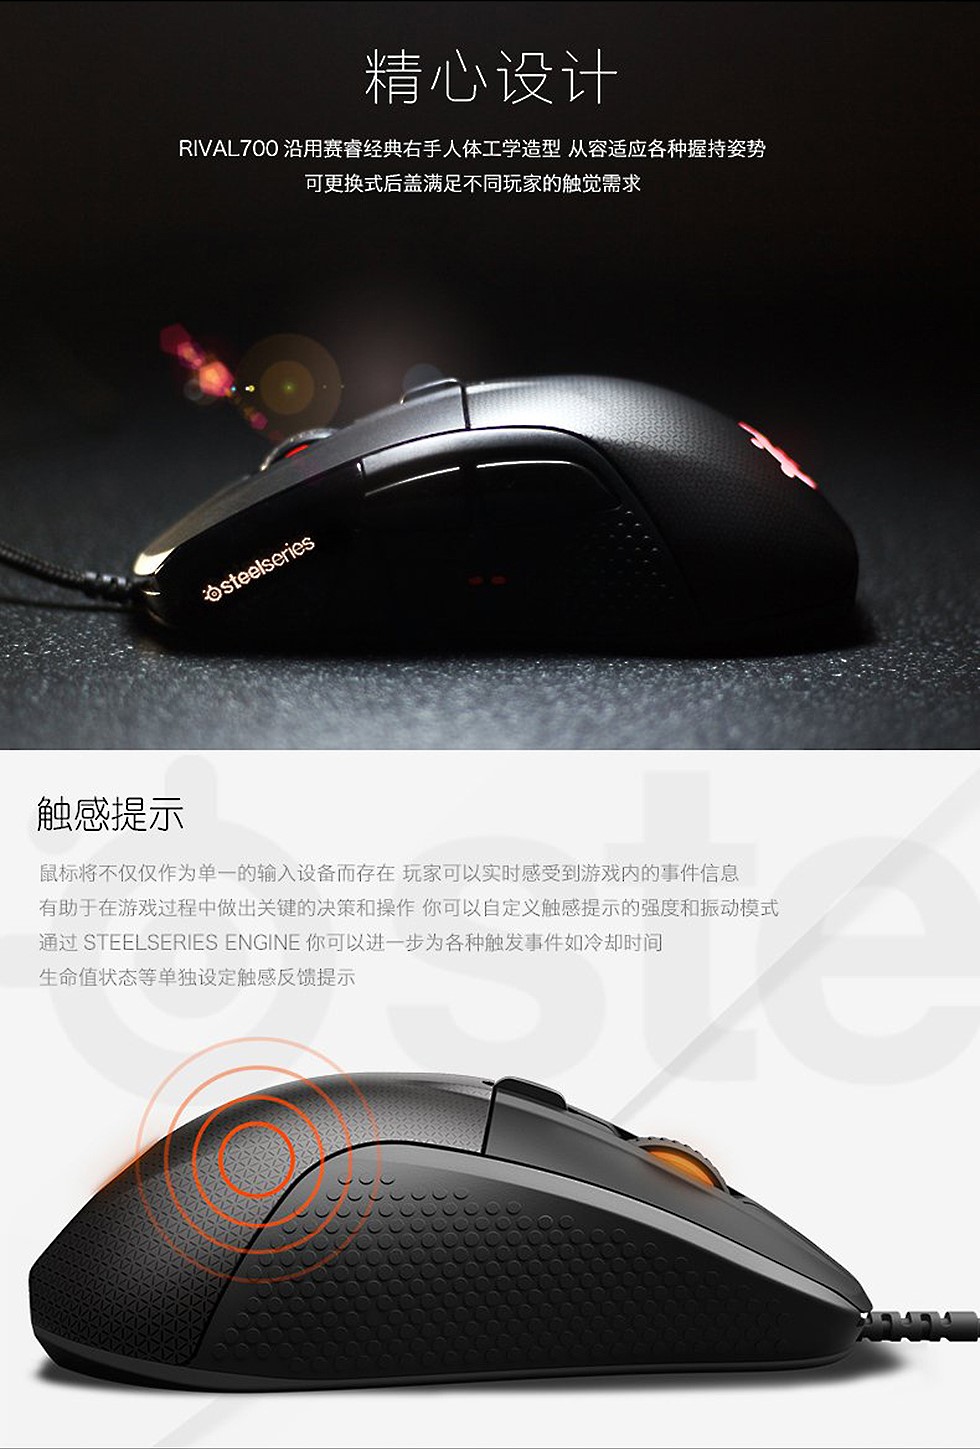 精心设计
RIVAL700 沿用赛睿经典右手人体工学造型 从容适应各种握持姿势
可更换式后盖满足不同玩家的触觉需求
steelseries
触感提示
鼠标将不仅仅作为单一的输入设备而存在 玩家可以实时感受到游戏内的事件信息
有助于在游戏过程中做出关键的决策和操作 你可以自定义触感提示的强度和振动模式
通过 STEELSERIES ENGINE 你可以进一步为各种触发事件如冷却时间
生命值状态等单独设定触感反馈提示
ste